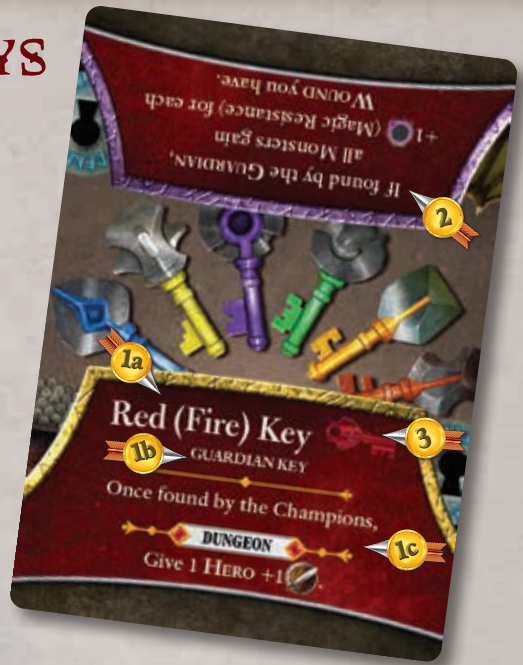 YS
If found by the GUARDIAN,
all Monsters gain
+1 (Magic Resistance) for each
WOUND you have.
2
1a
Red (Fire) Key
3
1b
GUARDIAN KEY
Once found by the Champions,
DUNGEON
1c
Give 1 HERO +1 .